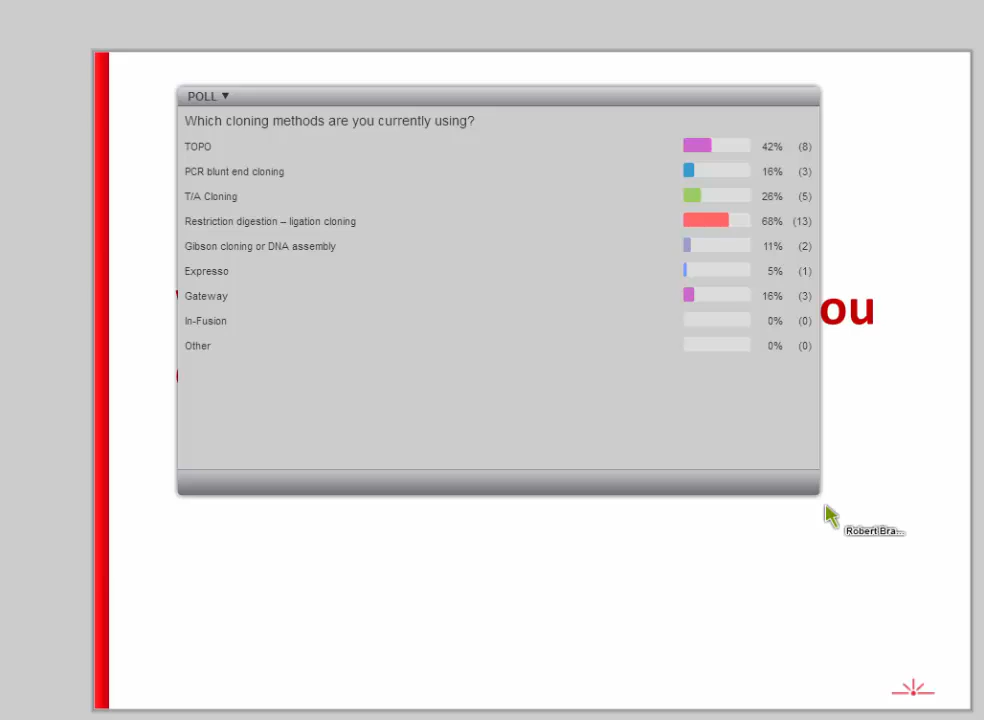 POLL
Which cloning methods are you currently using?
TOPO 42% (8)
PCR blunt end cloning 16% (3)
T/A Cloning 26% (5)
Restriction digestion – ligation cloning 68% (13)
Gibson cloning or DNA assembly 11% (2)
Expresso 5% (1)
Gateway 16% (3)
ou
In-Fusion 0% (0)
Other 0% (0)
Robert Bra...